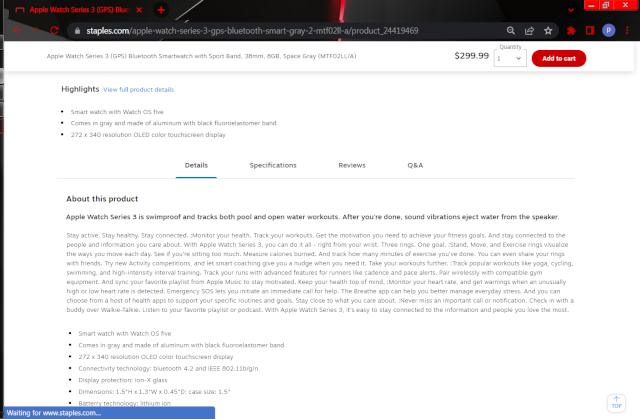 Apple Watch Series 3 (GPS) Blue
staples.com/apple-watch-series-3-gps-bluetooth-smart-gray-2-mtf02ll-a/product_24419469
P
Apple Watch Series 3 (GPS) Bluetooth Smartwatch with Sport Band, 38mm, 8GB, Space Gray (MTF02LL/A)
$299.99
Quantity
1
Add to cart
Highlights View full product details
Smart watch with Watch OS five
Comes in gray and made of aluminum with black fluoroelastomer band
272 x 340 resolution OLED color touchscreen display
Details Specifications Reviews Q&A
About this product
Apple Watch Series 3 is swimproof and tracks both pool and open water workouts. After you're done, sound vibrations eject water from the speaker.
Stay active. Stay healthy. Stay connected. :Monitor your health. Track your workouts. Get the motivation you need to achieve your fitness goals. And stay connected to the
people and information you care about. With Apple Watch Series 3, you can do it all - right from your wrist. Three rings. One goal. :Stand, Move, and Exercise rings visualize
the ways you move each day. See if you're sitting too much. Measure calories burned. And track how many minutes of exercise you've done. You can even share your rings
with friends. Try new Activity competitions, and let smart coaching give you a nudge when you need it. Take your workouts further. :Track popular workouts like yoga, cycling,
swimming, and high-intensity interval training. Track your runs with advanced features for runners like cadence and pace alerts. Pair wirelessly with compatible gym
equipment. And sync your favorite playlist from Apple Music to stay motivated. Keep your health top of mind. :Monitor your heart rate, and get warnings when an unusually
high or low heart rate is detected. Emergency SOS lets you initiate an immediate call for help. The Breathe app can help you better manage everyday stress. And you can
choose from a host of health apps to support your specific routines and goals. Stay Close to what you care about. :Never miss an important call or notification. Check in with a
buddy over Walkie-Talkie. Listen to your favorite playlist or podcast. With Apple Watch Series 3, it's easy to stay connected to the information and people you love the most.
Smart watch with Watch OS five
Comes in gray and made of aluminum with black fluoroelastomer band
272 x 340 resolution OLED color touchscreen display
Connectivity technology: bluetooth 4.2 and IEEE 802.11b/g/n
Display protection: Ion-X glass
Dimensions: 1.5"H x 1.3"W x 0.45"D; case size: 1.5"
Batterry technology: lithium ion
TOP
Waiting for www.staples.com...